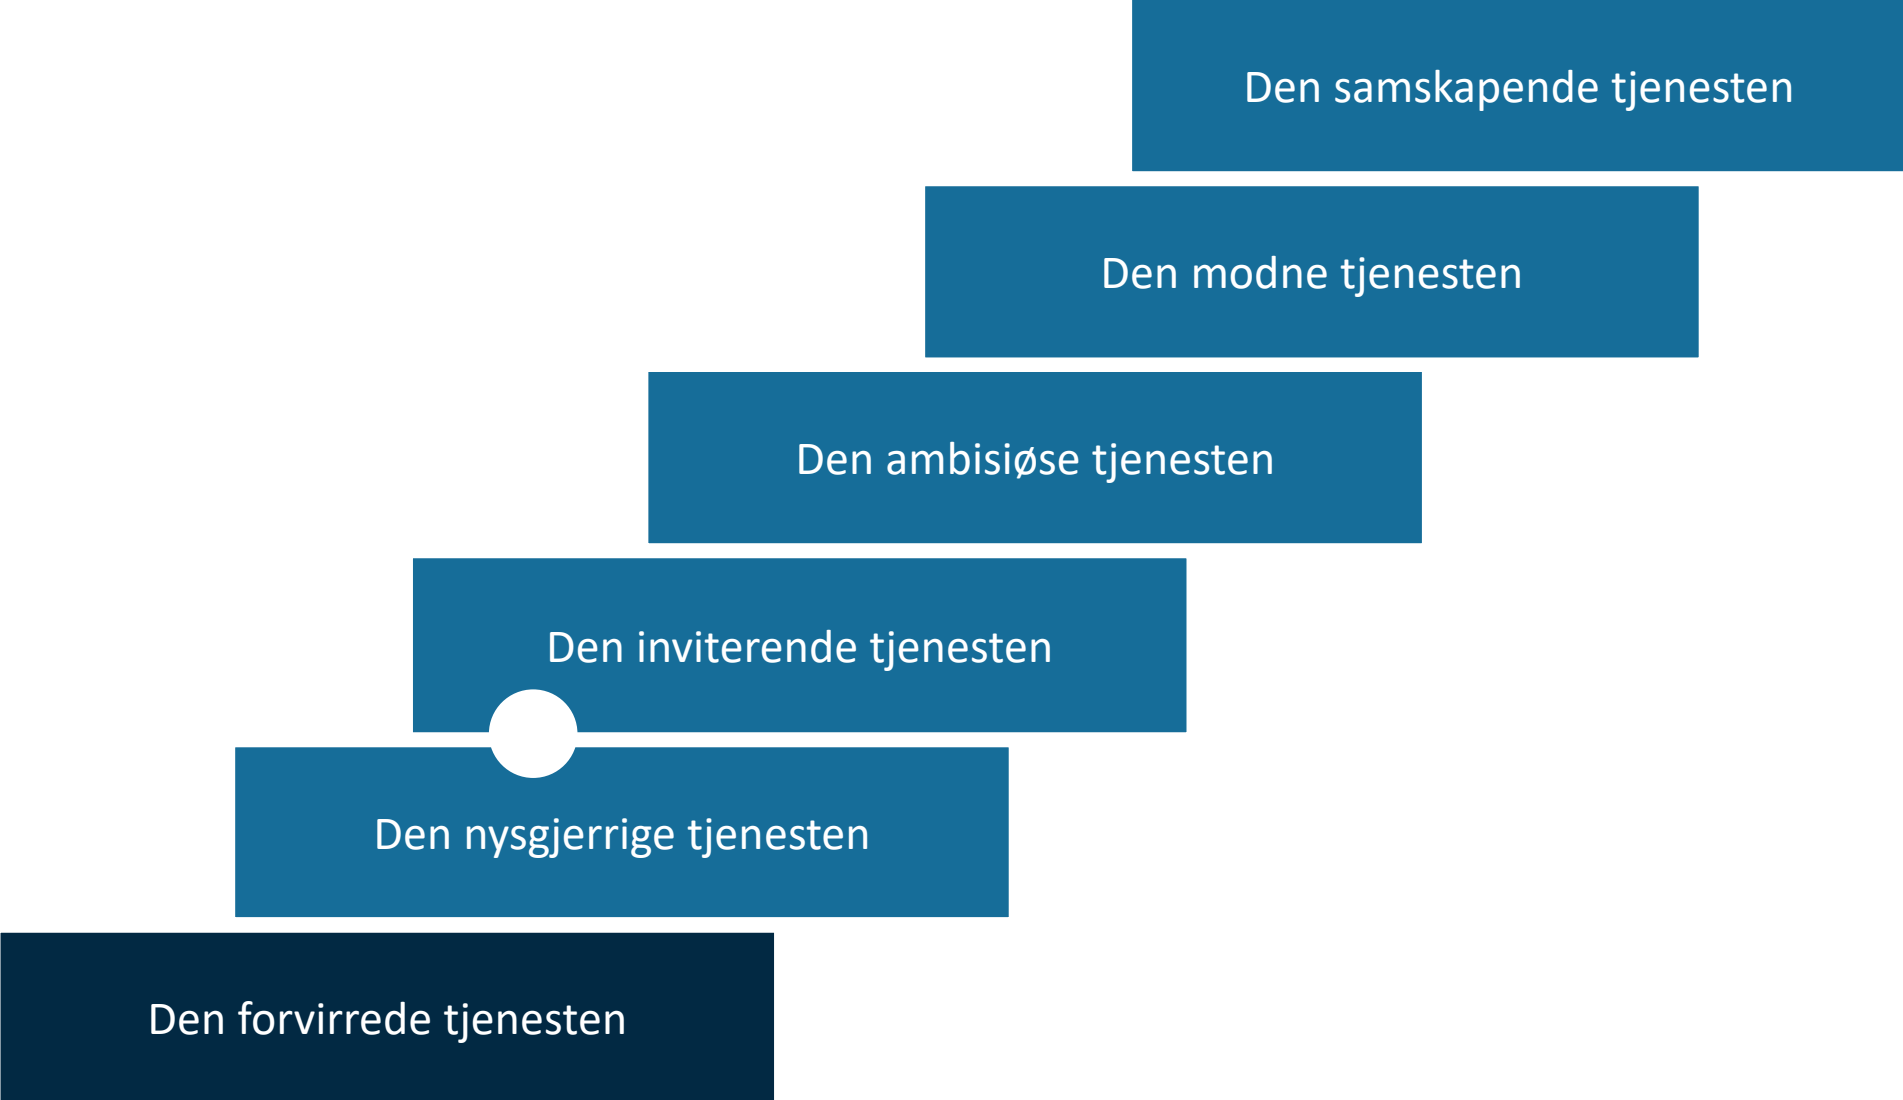 Den samskapende tjenesten
Den modne tjenesten
Den ambisiøse tjenesten
Den inviterende tjenesten
Den nysgjerrige tjenesten
Den forvirrede tjenesten